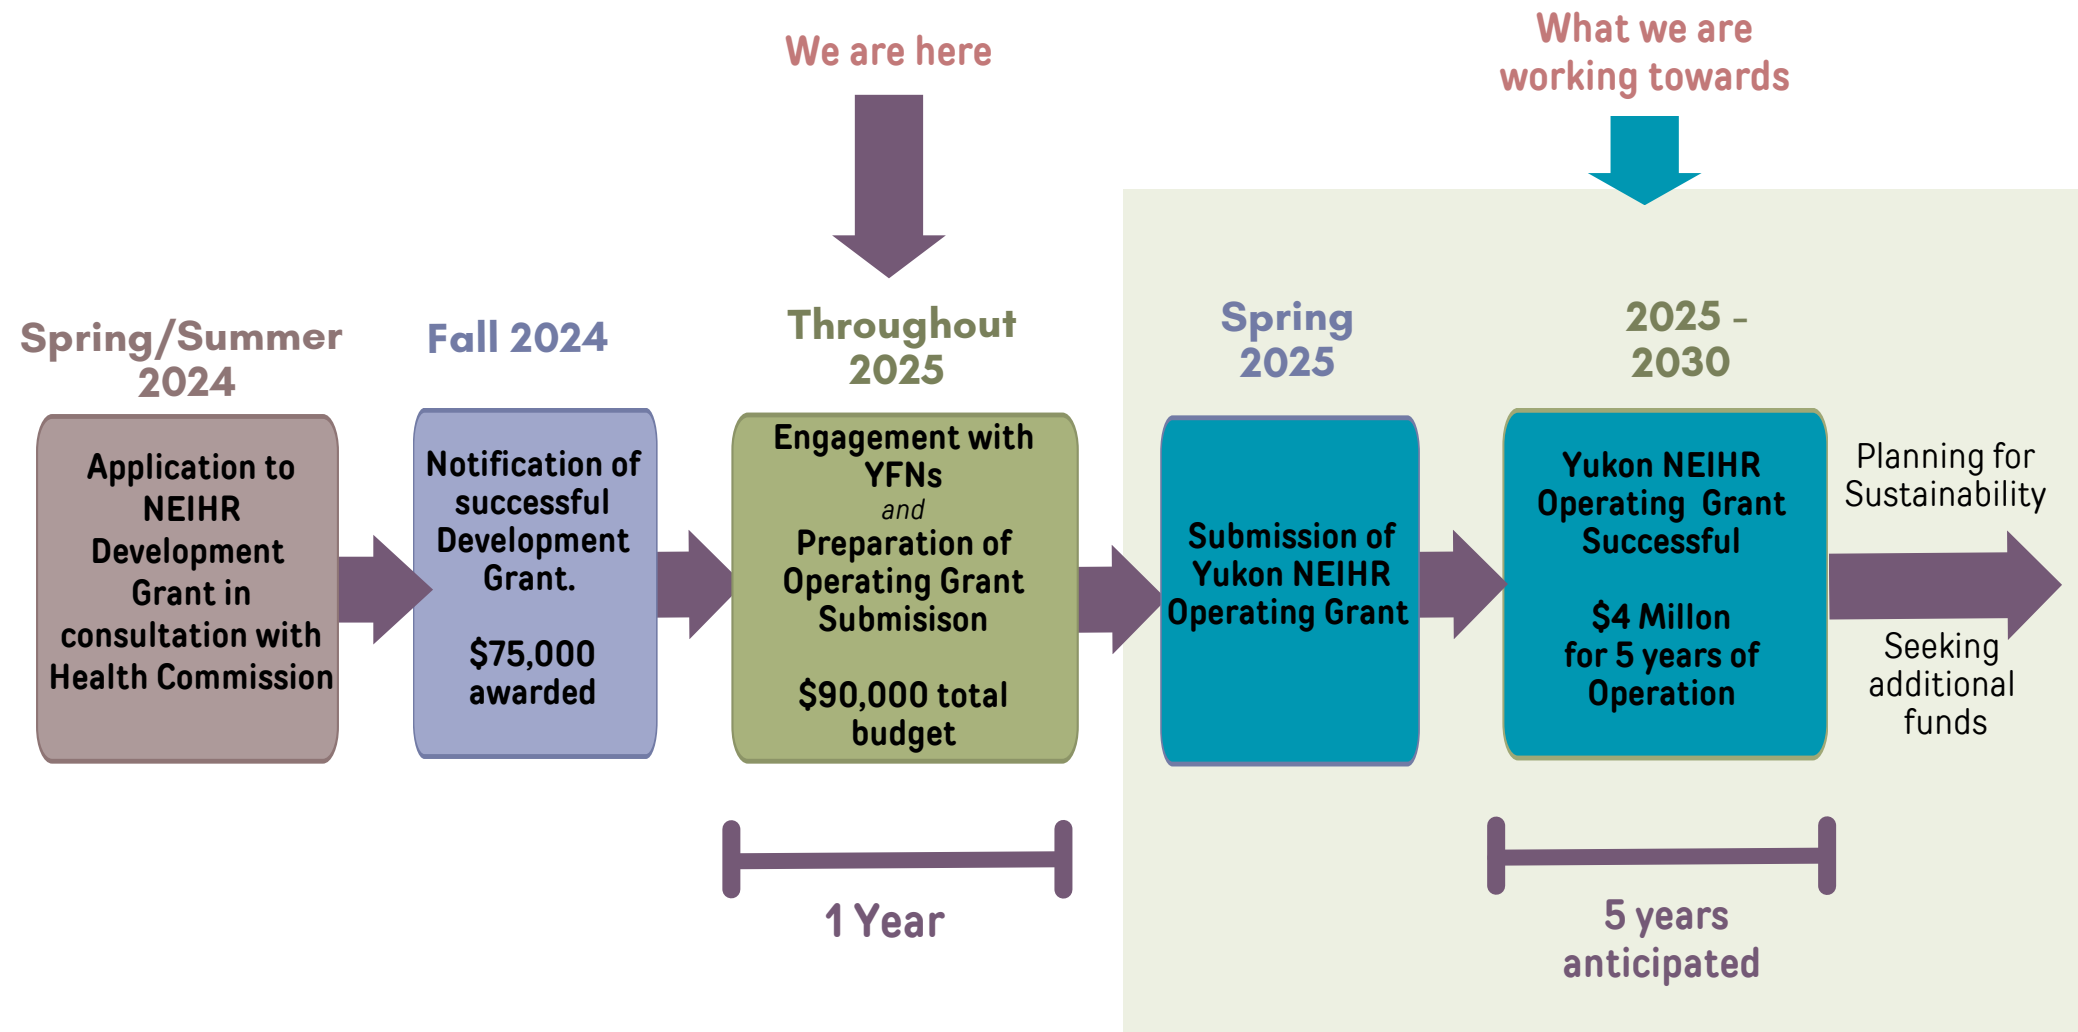 We are here
What we are
working towards
Spring/Summer
2024
Application to
NEIHR
Development
Grant in
consultation with
Health Commission
Fall 2024
Notification of
successful
Development
Grant.
$75,000
awarded
Throughout
2025
Engagement with
YFNs
and
Preparation of
Operating Grant
Submisison
$90,000 total
budget
1 Year
Spring
2025
Submission of
Yukon NEIHR
Operating Grant
2025 -
2030
Yukon NEIHR
Operating Grant
Successful
$4 Millon
for 5 years of
Operation
5 years
anticipated
Planning for
Sustainability
Seeking
additional
funds